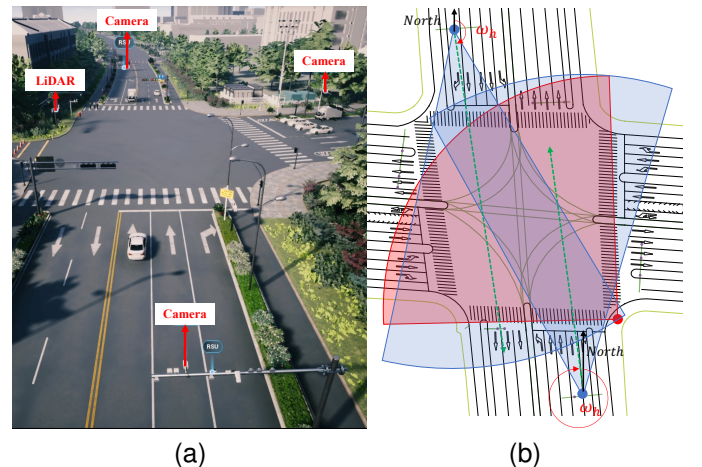 Camera
RSU
Camera
LiDAR
Camera
RSU
(a)
North
ω_h
North
ω_h
(b)